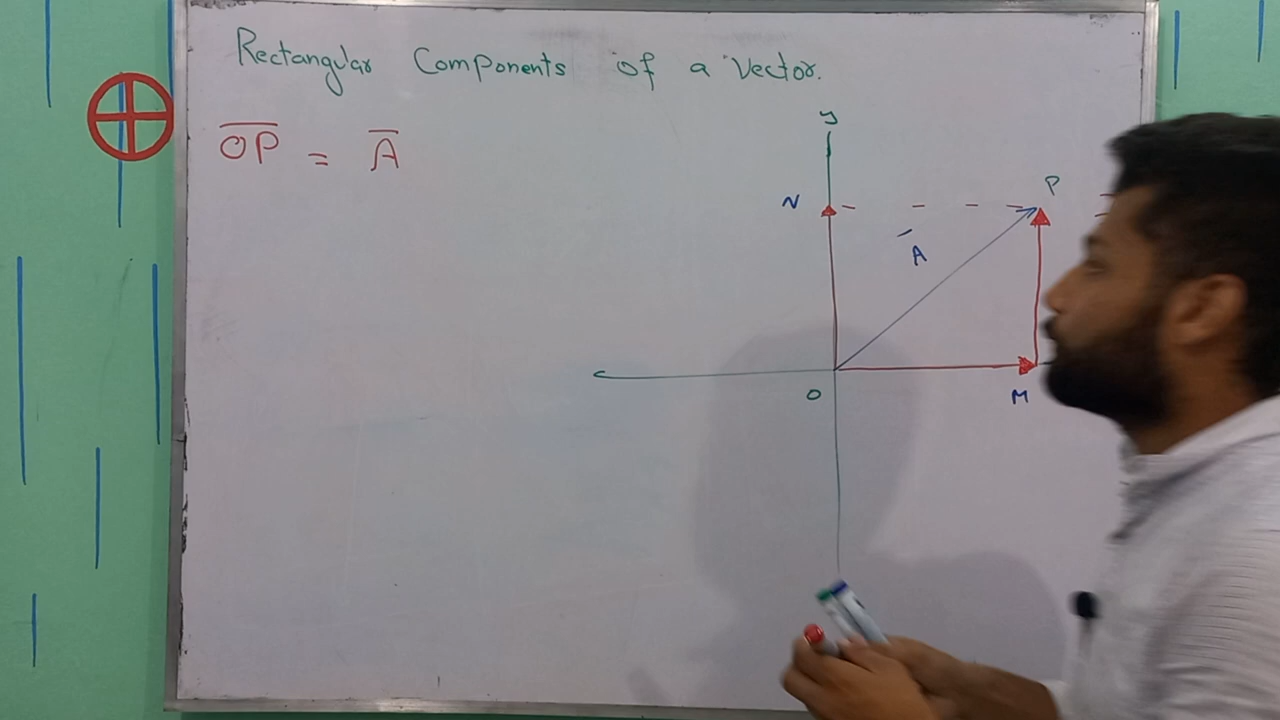 Rectangular Components of a Vector.
OP = A
y
N
P
A
O
M